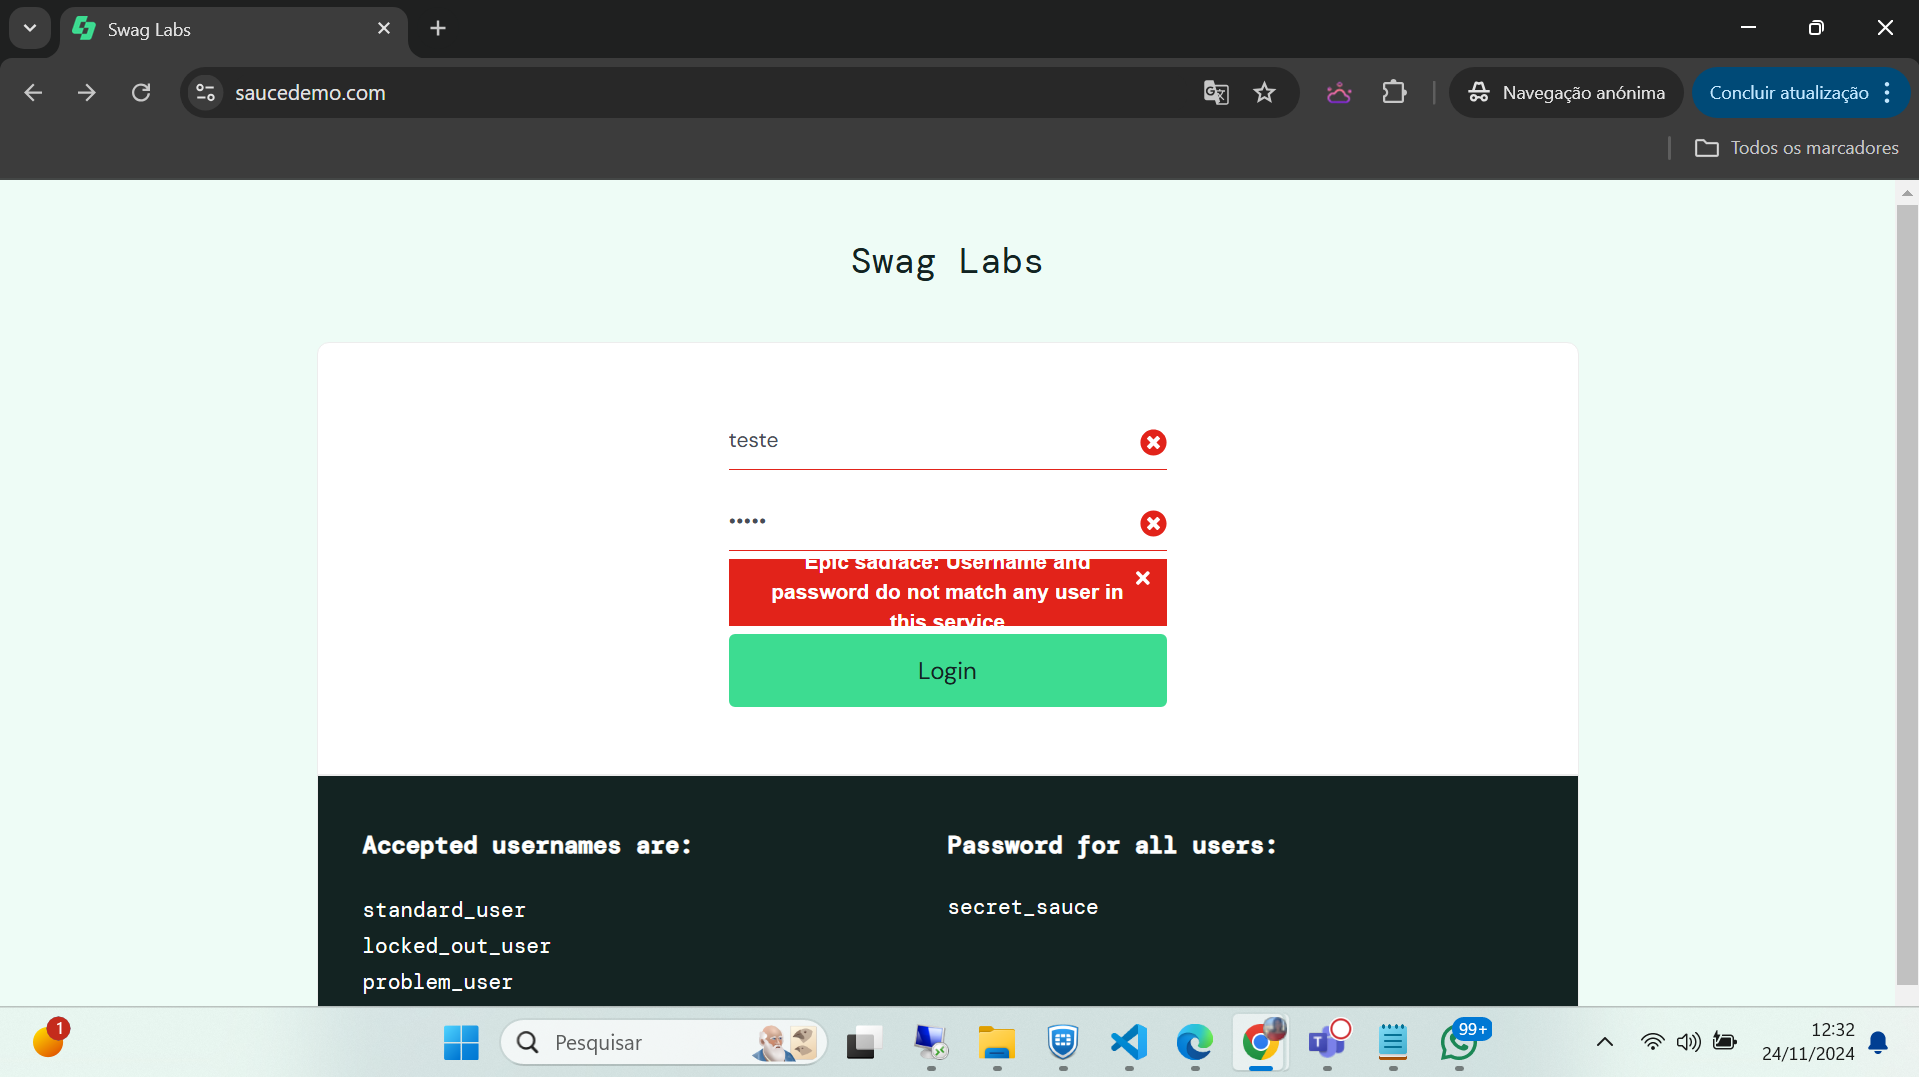 Swag Labs
saucedemo.com
Navegação anónima
Concluir atualização
Todos os marcadores
Swag Labs
teste
•••••
Epic sadface: Username and
password do not match any user in
this service
Login
Accepted usernames are:
standard_user
locked_out_user
problem_user
Password for all users:
secret_sauce
1
Pesquisar
T
99+
12:32
24/11/2024